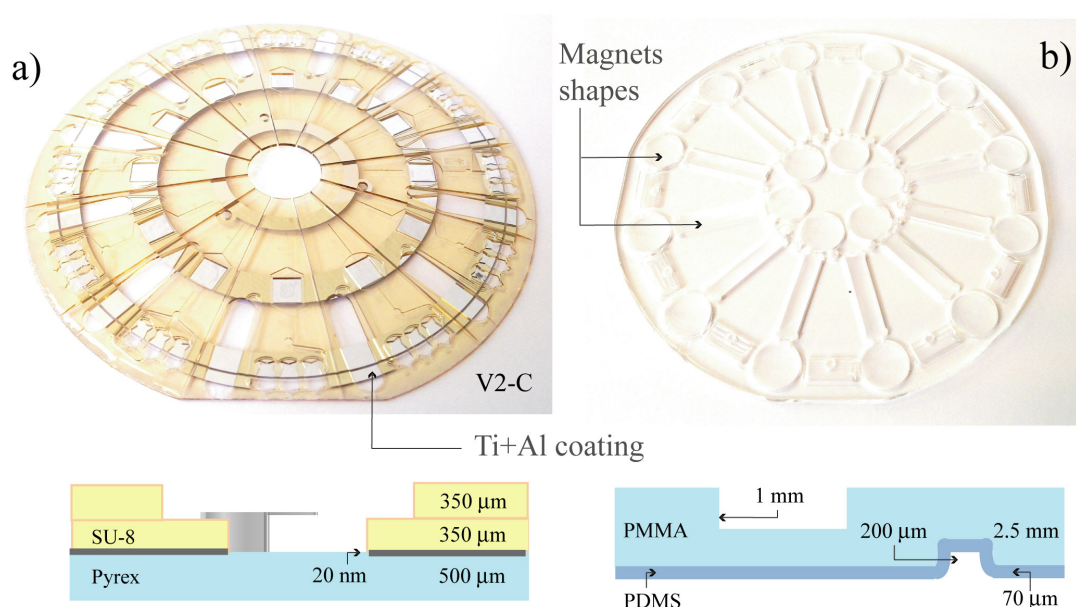 a)
Magnets
shapes
b)
V2-C
Ti+Al coating
350 μm
SU-8
350 μm
20 nm
Pyrex
500 μm
1 mm
PMMA
200 μm
2.5 mm
PDMS
70 μm